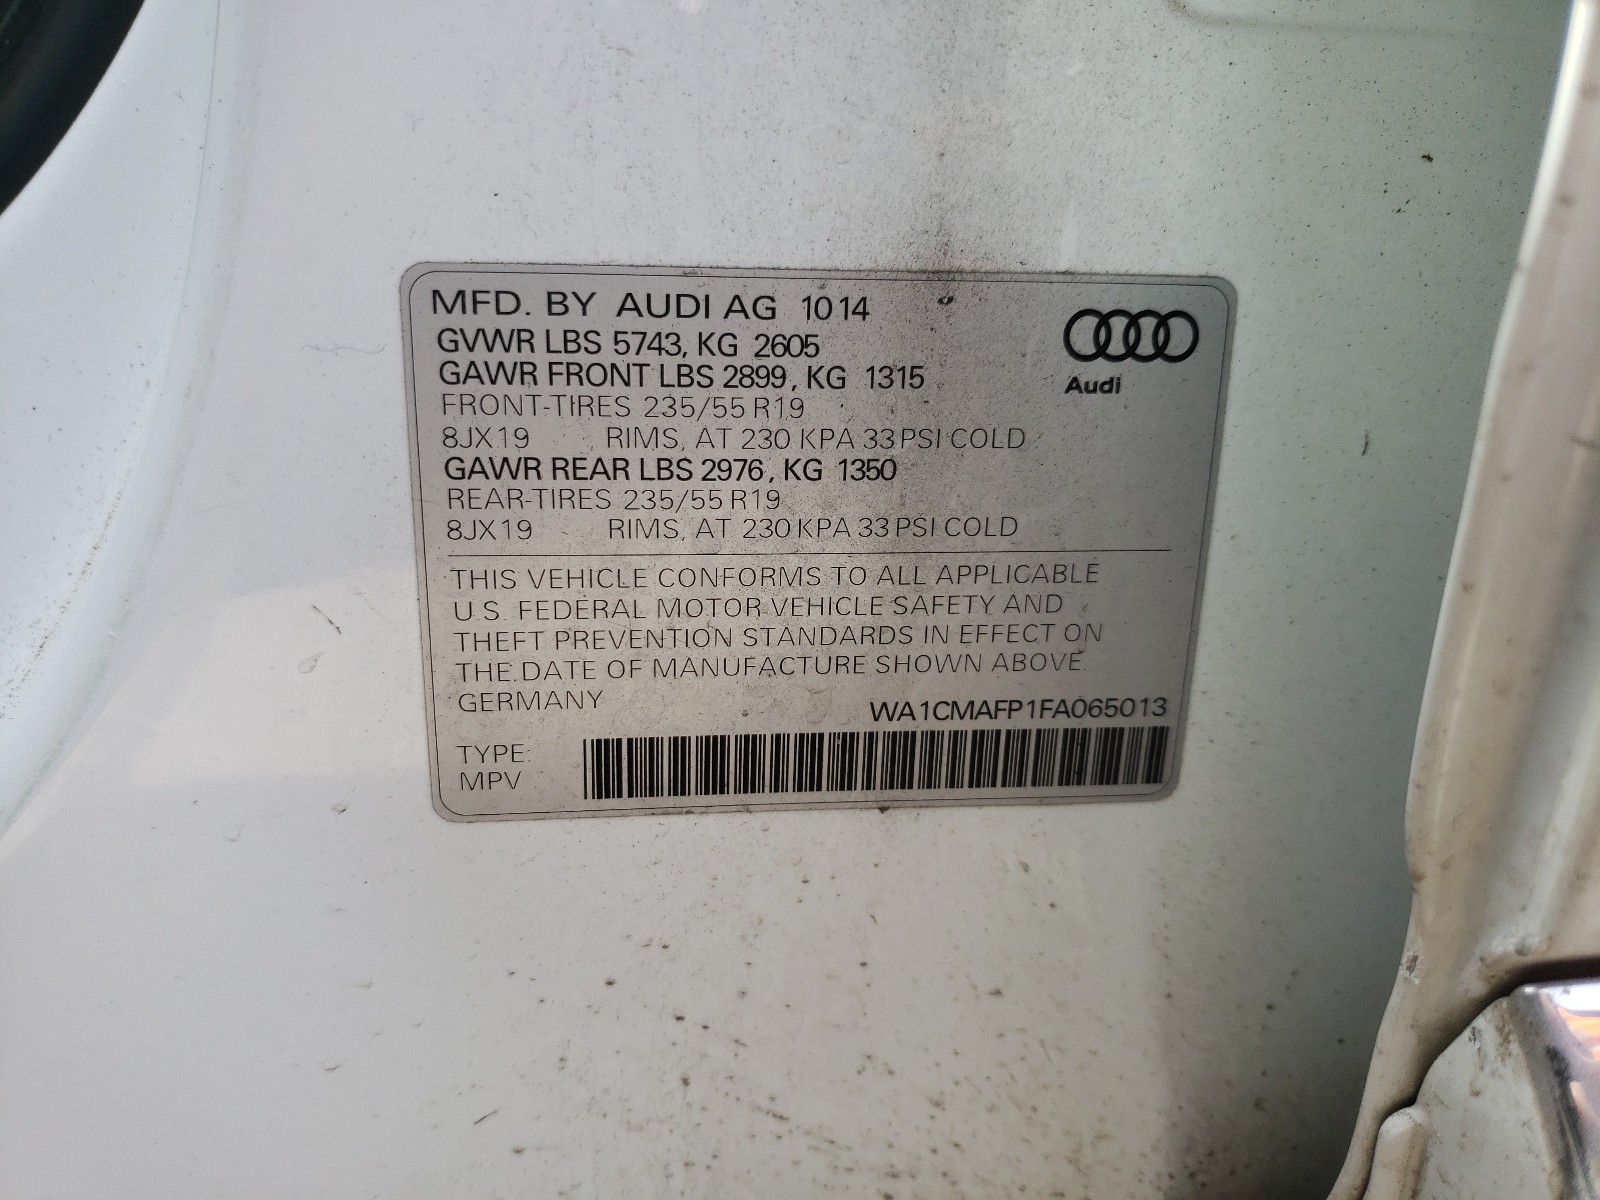 MFD. BY AUDI AG 1014
GVWR LBS 5743, KG 2605
GAWR FRONT LBS 2899, KG 1315
FRONT-TIRES 235/55 R19
8JX19 RIMS, AT 230 KPA 33 PSI COLD
GAWR REAR LBS 2976, KG 1350
REAR-TIRES 235/55 R19
8JX19 RIMS, AT 230 KPA 33 PSI COLD
Audi
THIS VEHICLE CONFORMS TO ALL APPLICABLE
U.S. FEDERAL MOTOR VEHICLE SAFETY AND
THEFT PREVENTION STANDARDS IN EFFECT ON
THE DATE OF MANUFACTURE SHOWN ABOVE.
GERMANY
WA1CMAFP1FA065013
TYPE:
MPV